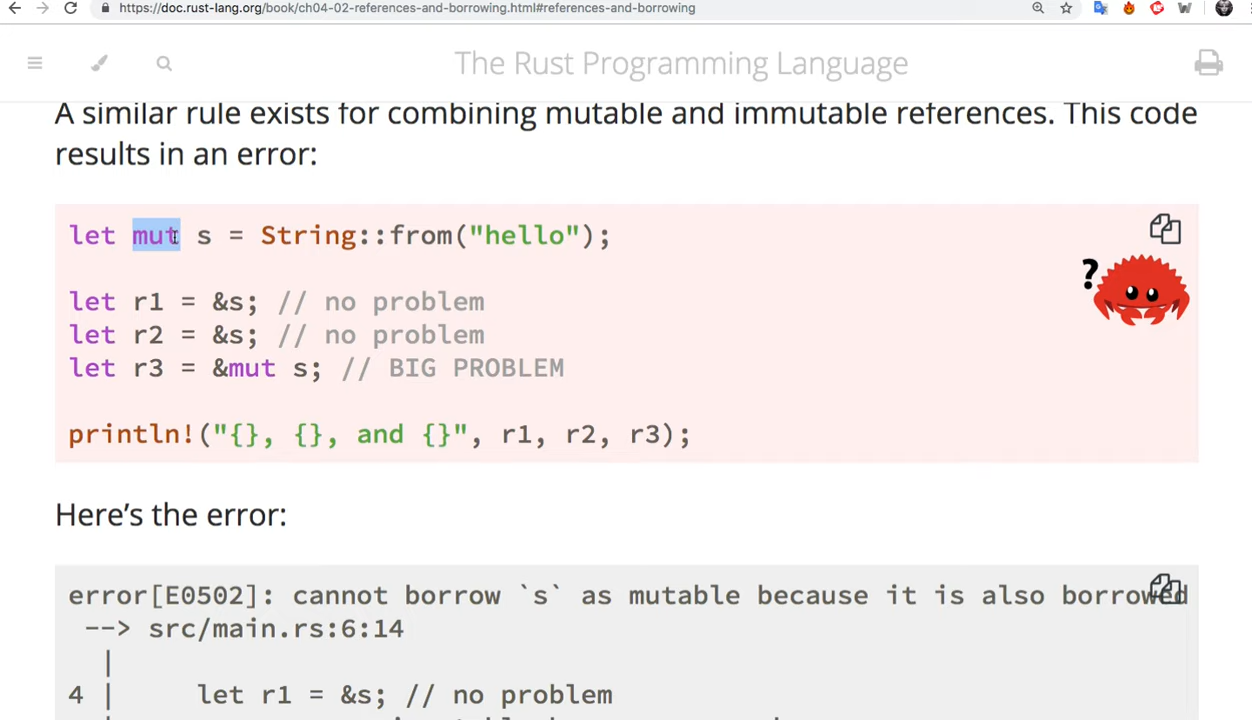 https://doc.rust-lang.org/book/ch04-02-references-and-borrowing.html#references-and-borrowing
The Rust Programming Language
A similar rule exists for combining mutable and immutable references. This code
results in an error:
let mut s = String::from("hello");
let r1 = &s; // no problem
let r2 = &s; // no problem
let r3 = &mut s; // BIG PROBLEM
println!("{}, {}, and {}", r1, r2, r3);
?
Here’s the error:
error[E0502]: cannot borrow `s` as mutable because it is also borrowed
--> src/main.rs:6:14
|
4 | let r1 = &s; // no problem